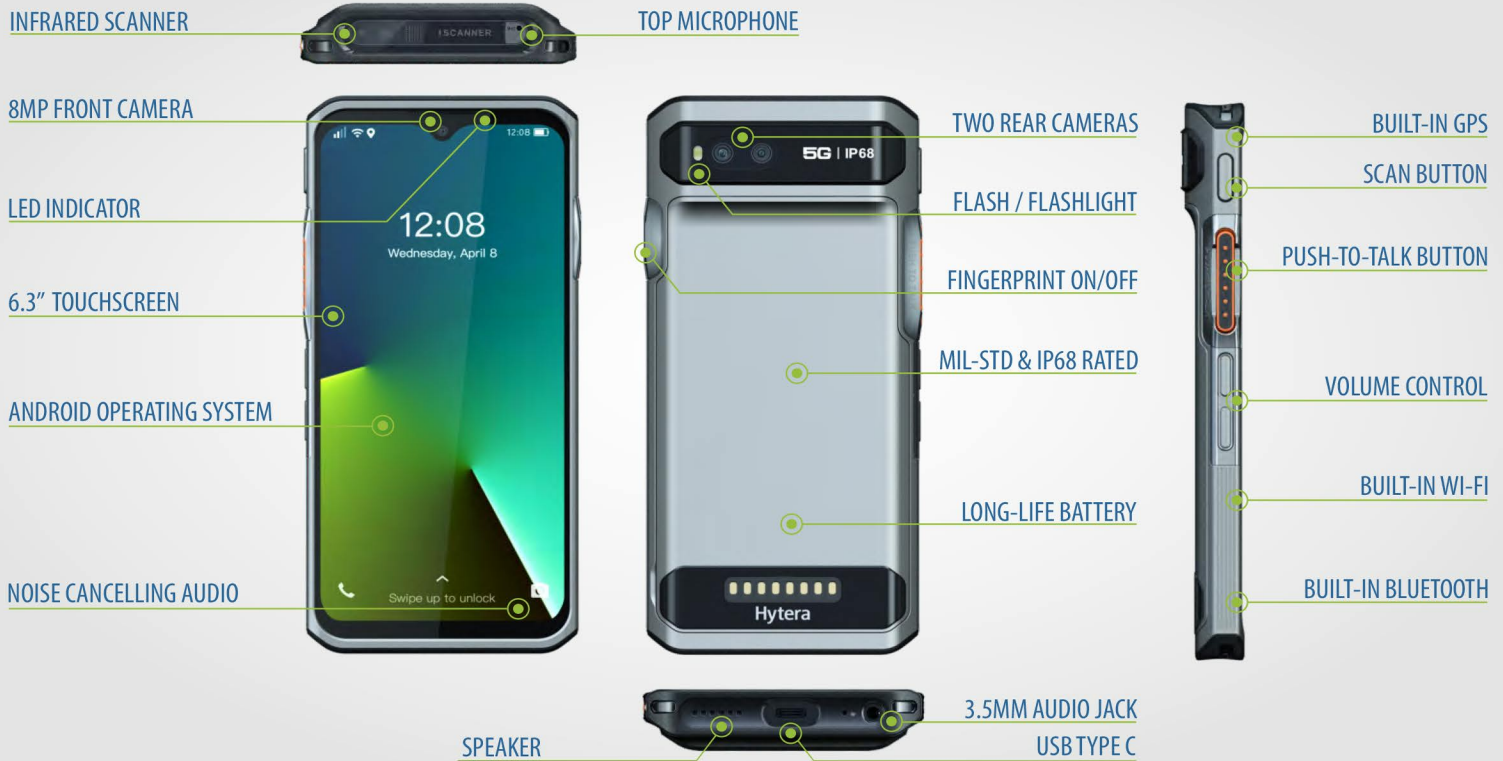 INFRARED SCANNER
ISCANNER
TOP MICROPHONE
8MP FRONT CAMERA
LED INDICATOR
6.3” TOUCHSCREEN
ANDROID OPERATING SYSTEM
NOISE CANCELLING AUDIO
12:08
12:08
Wednesday, April 8
Swipe up to unlock
5G | IP68
Hytera
TWO REAR CAMERAS
FLASH / FLASHLIGHT
FINGERPRINT ON/OFF
MIL-STD & IP68 RATED
LONG-LIFE BATTERY
BUILT-IN GPS
SCAN BUTTON
PUSH-TO-TALK BUTTON
VOLUME CONTROL
BUILT-IN WI-FI
BUILT-IN BLUETOOTH
SPEAKER
3.5MM AUDIO JACK
USB TYPE C